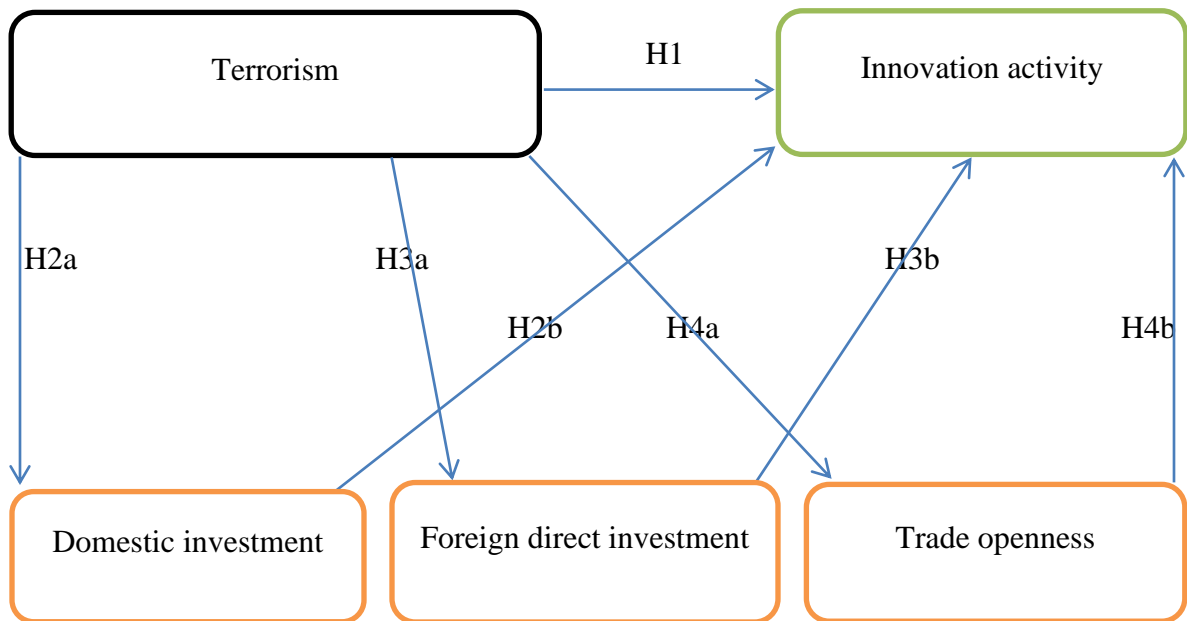 Terrorism
H1
Innovation activity
H2a
H3a
H3b
H2b
H4a
H4b
Domestic investment
Foreign direct investment
Trade openness